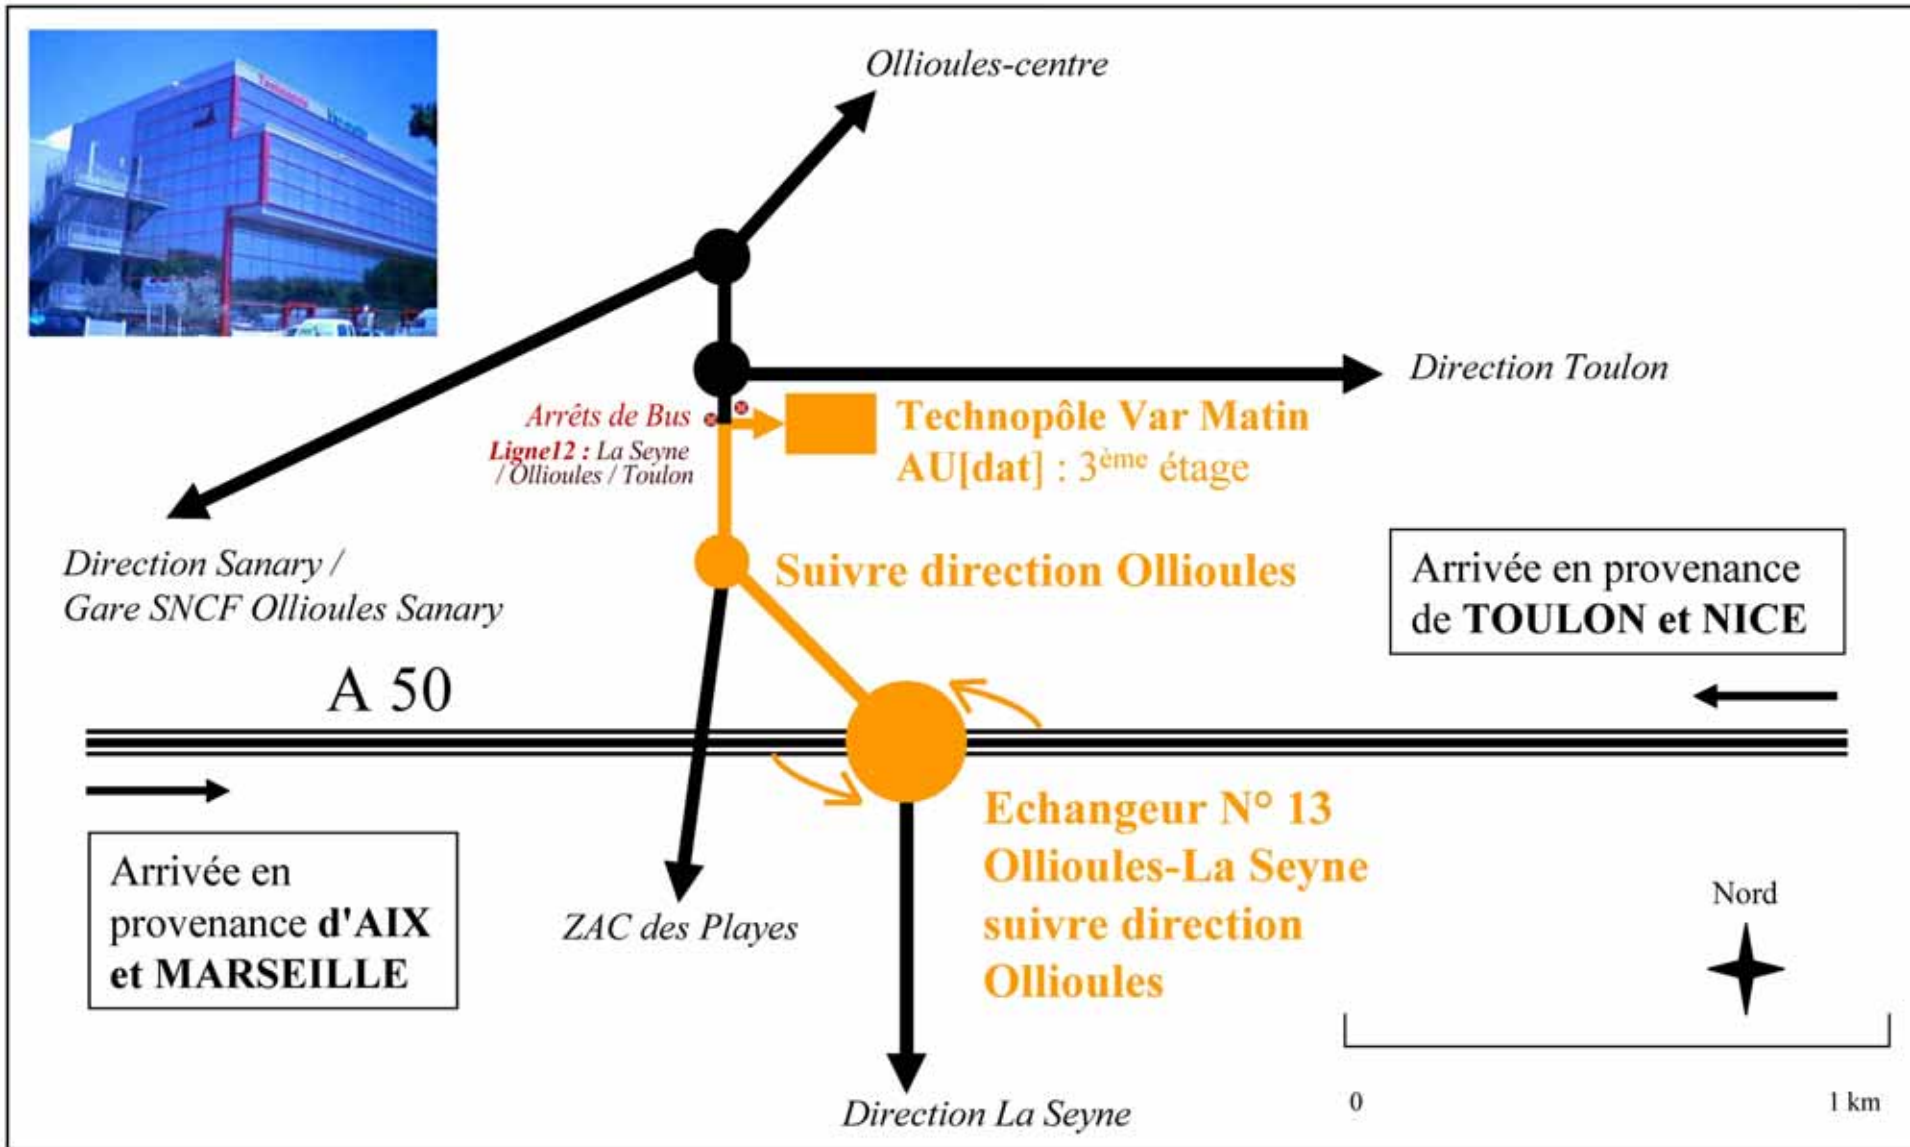 Ollioules-centre
Direction Toulon
Arrêts de Bus
Ligne12 : La Seyne
/ Ollioules / Toulon
Technopôle Var Matin
AU[dat] : 3ème étage
Direction Sanary /
Gare SNCF Ollioules Sanary
Suivre direction Ollioules
Arrivée en provenance
de TOULON et NICE
A 50
Arrivée en
provenance d'AIX
et MARSEILLE
ZAC des Playes
Echangeur N° 13
Ollioules-La Seyne
suivre direction
Ollioules
Nord
Direction La Seyne
0
1 km